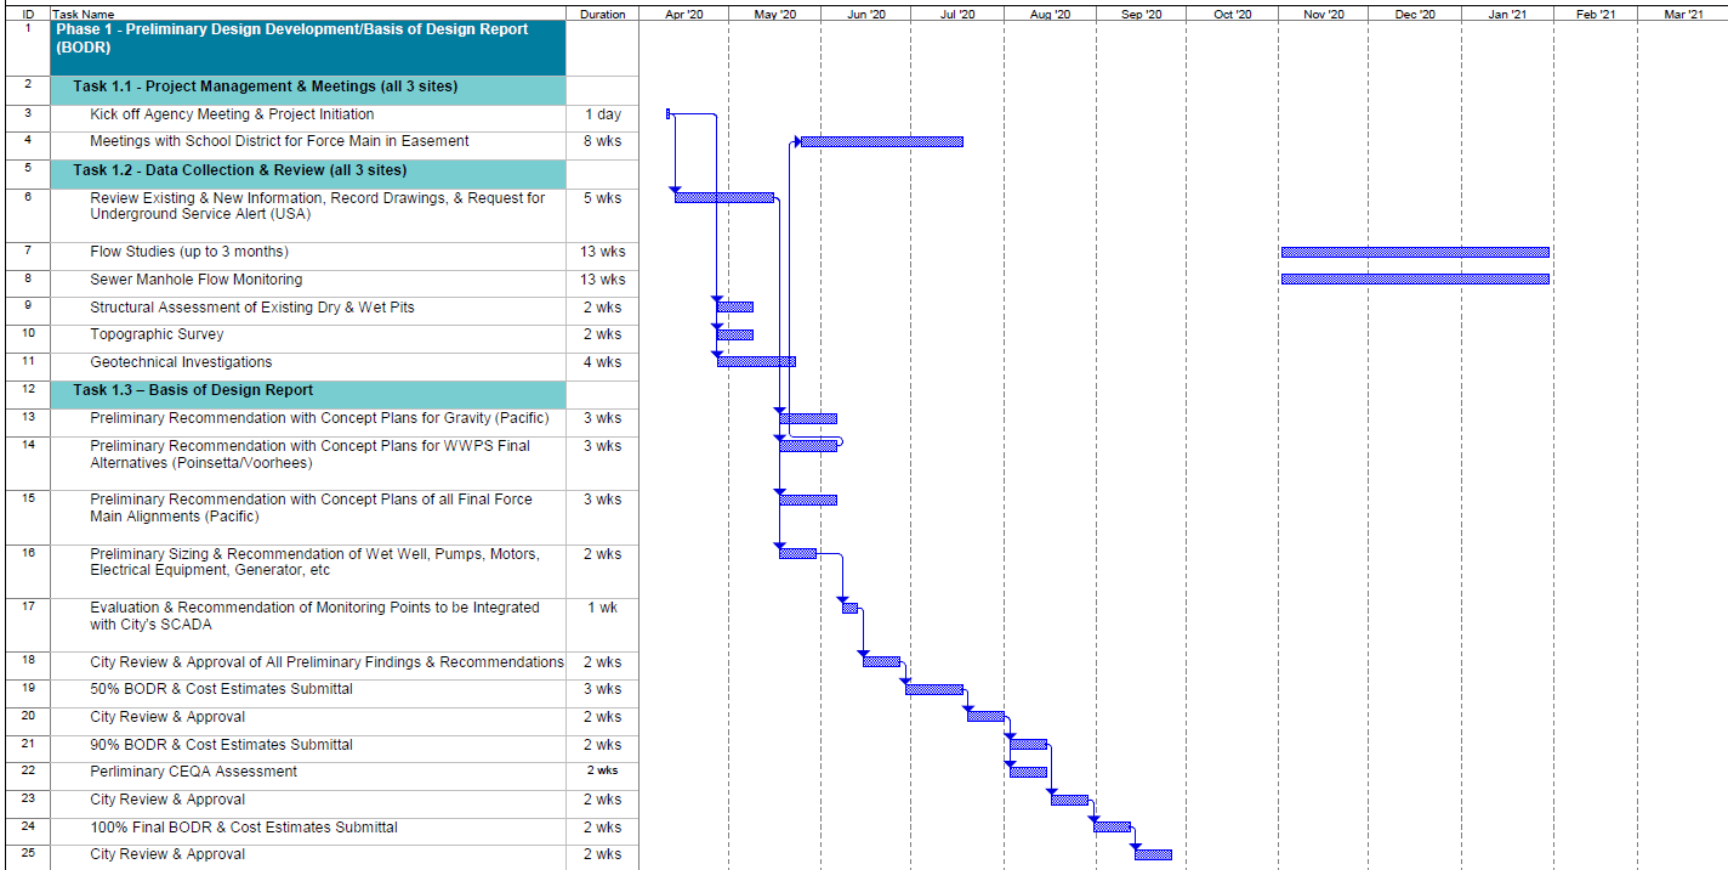 ID Task Name Duration Apr '20 May '20 Jun '20 Jul '20 Aug '20 Sep '20 Oct '20 Nov '20 Dec '20 Jan '21 Feb '21 Mar '21
1 Phase 1 - Preliminary Design Development/Basis of Design Report
(BODR)
2 Task 1.1 - Project Management & Meetings (all 3 sites)
3 Kick off Agency Meeting & Project Initiation 1 day
4 Meetings with School District for Force Main in Easement 8 wks
5 Task 1.2 - Data Collection & Review (all 3 sites)
6 Review Existing & New Information, Record Drawings, & Request for 5 wks
Underground Service Alert (USA)
7 Flow Studies (up to 3 months) 13 wks
8 Sewer Manhole Flow Monitoring 13 wks
9 Structural Assessment of Existing Dry & Wet Pits 2 wks
10 Topographic Survey 2 wks
11 Geotechnical Investigations 4 wks
12 Task 1.3 – Basis of Design Report
13 Preliminary Recommendation with Concept Plans for Gravity (Pacific) 3 wks
14 Preliminary Recommendation with Concept Plans for WWPS Final 3 wks
Alternatives (Poinsetta/Voorhees)
15 Preliminary Recommendation with Concept Plans of all Final Force 3 wks
Main Alignments (Pacific)
16 Preliminary Sizing & Recommendation of Wet Well, Pumps, Motors, 2 wks
Electrical Equipment, Generator, etc
17 Evaluation & Recommendation of Monitoring Points to be Integrated 1 wk
with City's SCADA
18 City Review & Approval of All Preliminary Findings & Recommendations 2 wks
19 50% BODR & Cost Estimates Submittal 3 wks
20 City Review & Approval 2 wks
21 90% BODR & Cost Estimates Submittal 2 wks
22 Perliminary CEQA Assessment 2 wks
23 City Review & Approval 2 wks
24 100% Final BODR & Cost Estimates Submittal 2 wks
25 City Review & Approval 2 wks